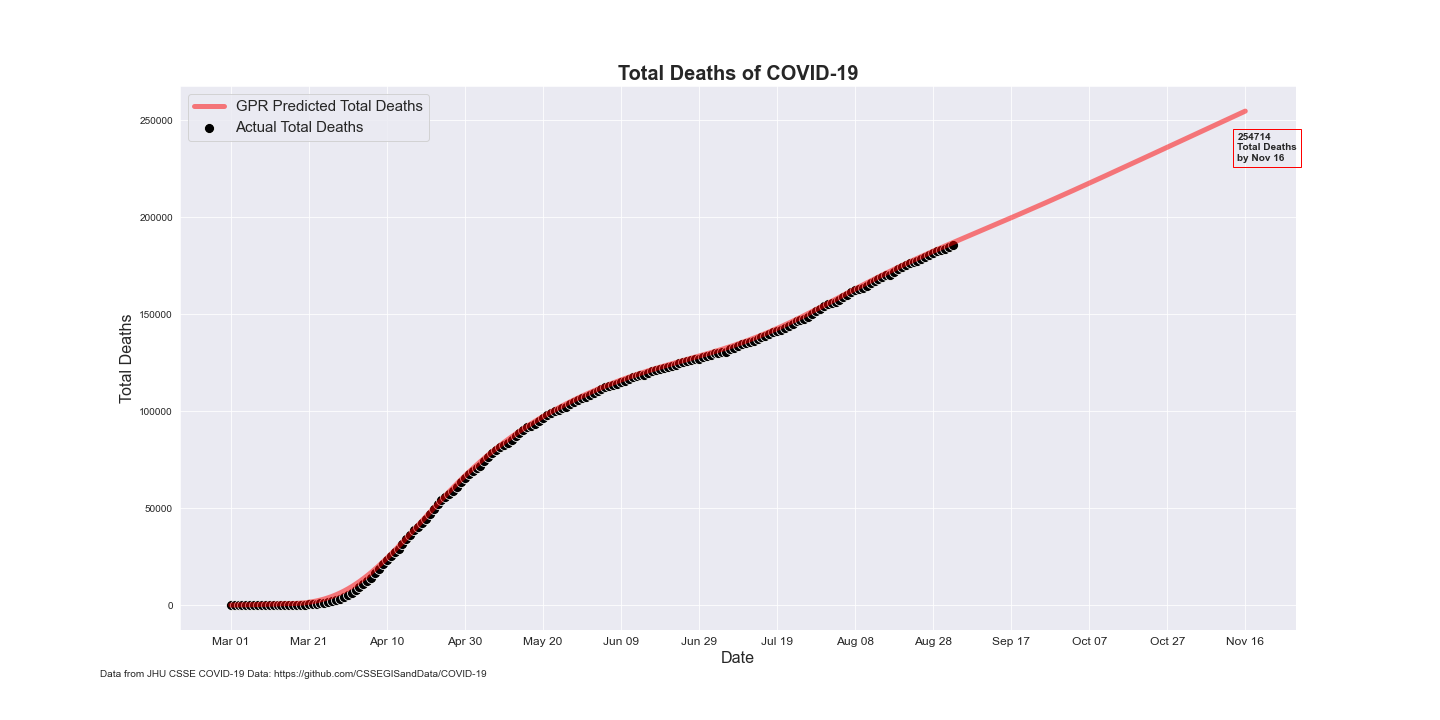 Total Deaths of COVID-19
GPR Predicted Total Deaths
Actual Total Deaths
250000
200000
150000
100000
50000
0
Total Deaths
254714
Total Deaths
by Nov 16
Mar 01 Mar 21 Apr 10 Apr 30 May 20 Jun 09 Jun 29 Jul 19 Aug 08 Aug 28 Sep 17 Oct 07 Oct 27 Nov 16
Date
Data from JHU CSSE COVID-19 Data: https://github.com/CSSEGISandData/COVID-19